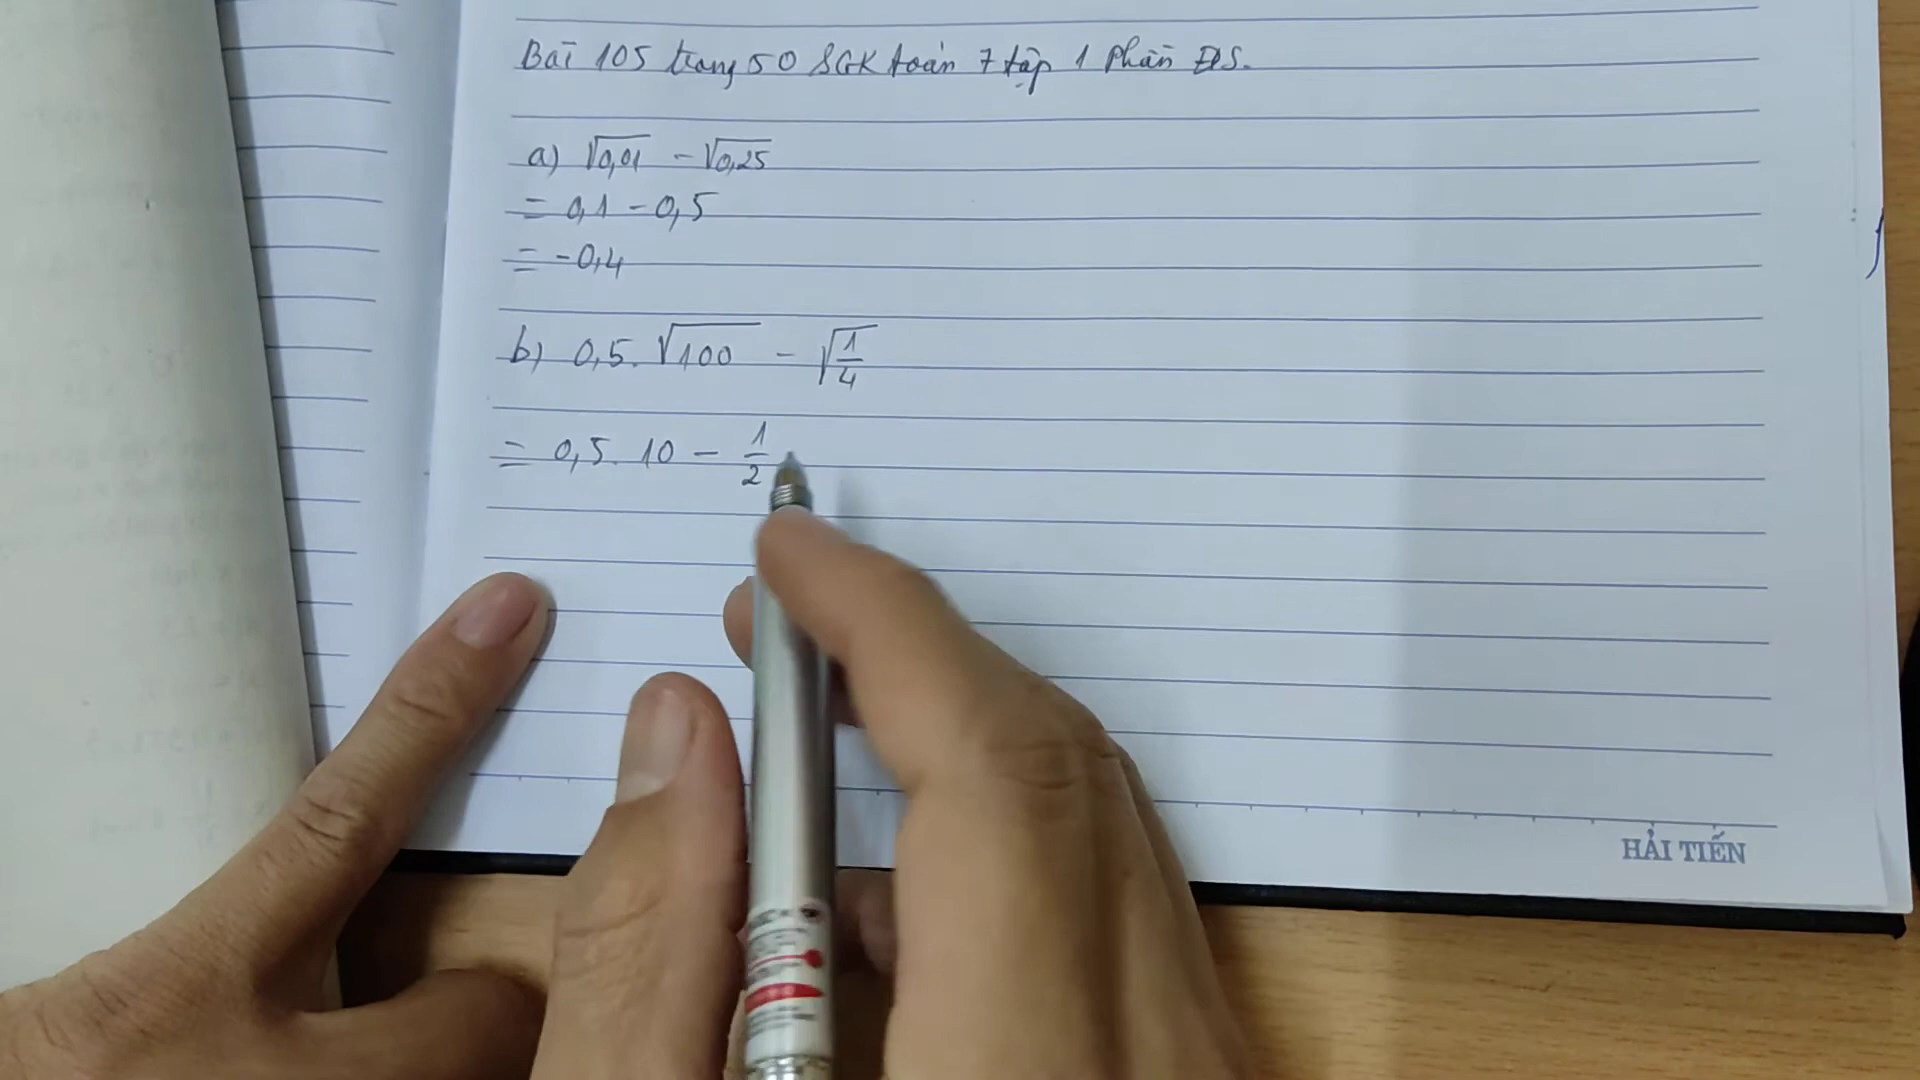 Bài 105 trang 50 SGK toán 7 tập 1 phần ĐS.
a) √0,01 - √0,25
= 0,1 - 0,5
= -0,4
b) 0,5. √100 - √1/4
= 0,5. 10 - 1/2
HẢI TIẾN